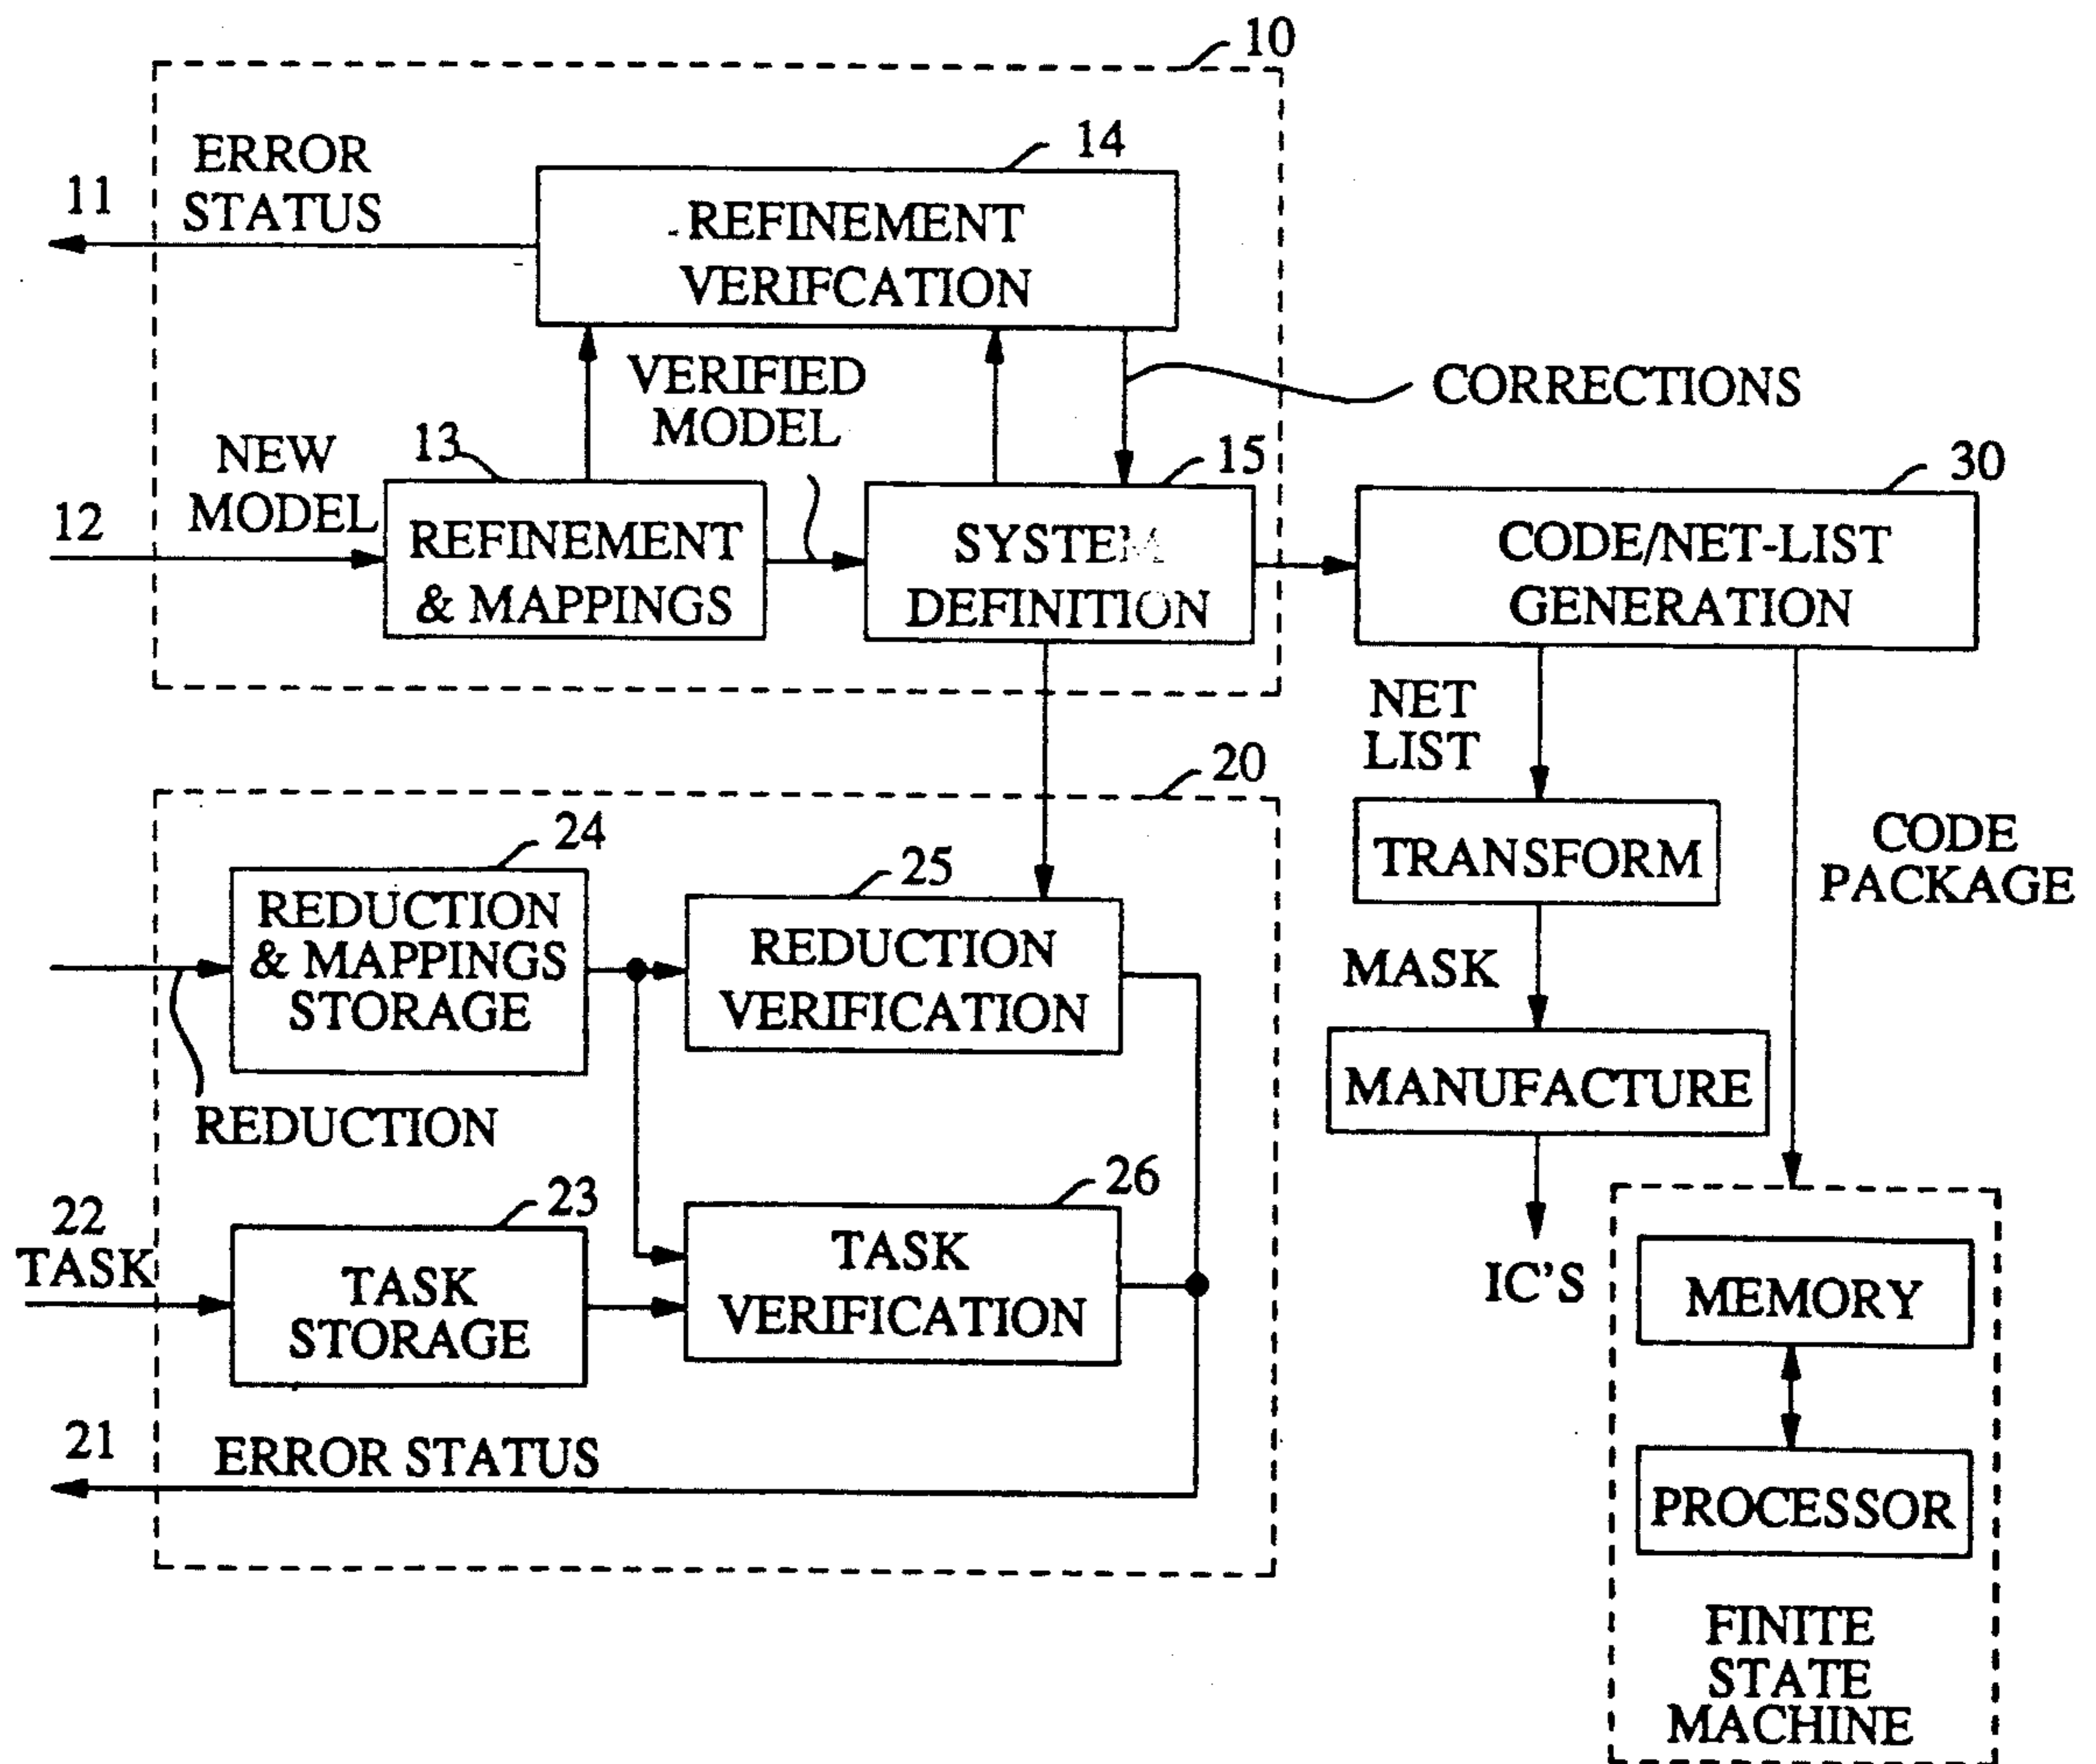 10
ERROR
STATUS
11
14
REFINEMENT
VERIFCATION
VERIFIED
MODEL
CORRECTIONS
NEW
MODEL
12
13
REFINEMENT
& MAPPINGS
15
SYSTEM
DEFINITION
30
CODE/NET-LIST
GENERATION
NET
LIST
TRANSFORM
CODE
PACKAGE
MASK
MANUFACTURE
IC'S
20
24
REDUCTION
& MAPPINGS
STORAGE
25
REDUCTION
VERIFICATION
REDUCTION
22
TASK
23
TASK
STORAGE
26
TASK
VERIFICATION
21
ERROR STATUS
MEMORY
PROCESSOR
FINITE
STATE
MACHINE